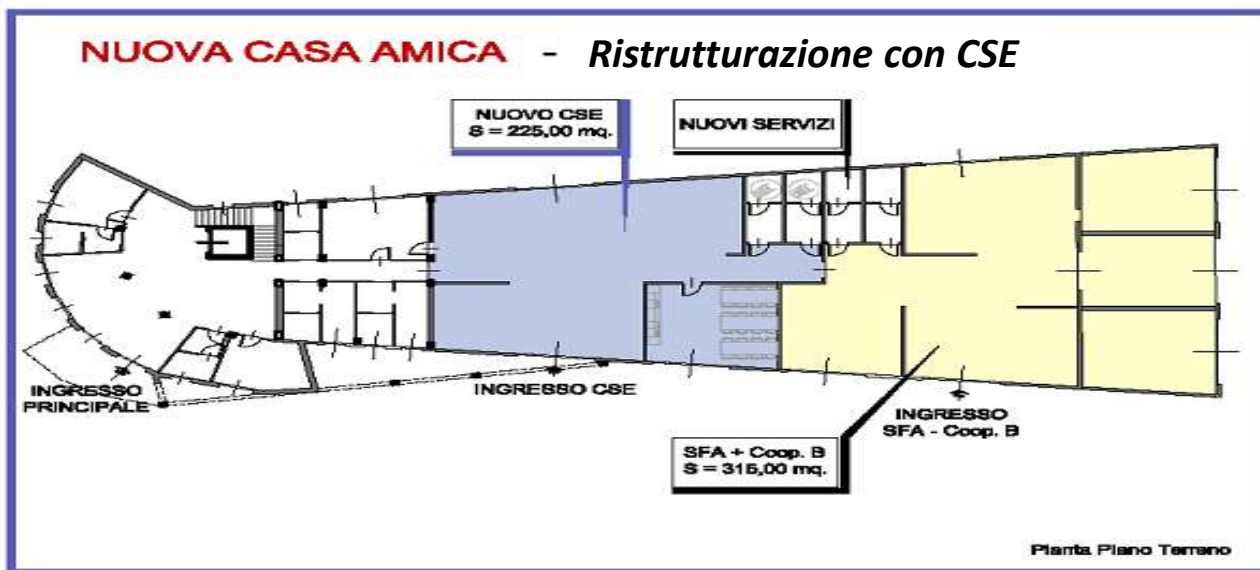 NUOVA CASA AMICA - Ristrutturazione con CSE
NUOVO CSE
S = 225,00 mq.
NUOVI SERVIZI
INGRESSO
PRINCIPALE
INGRESSO CSE
INGRESSO
SFA - Coop. B
SFA + Coop. B
S = 315,00 mq.
Pianta Piano Terreno